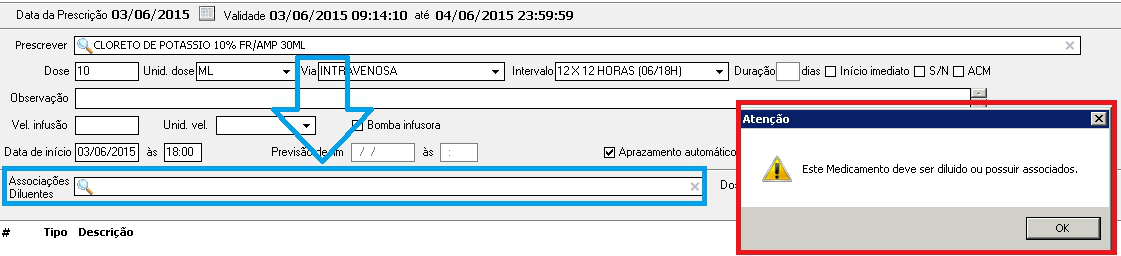 Data da Prescrição 03/06/2015 Validade 03/06/2015 09:14:10 até 04/06/2015 23:59:59
Prescrever CLORETO DE POTASSIO 10% FR/AMP 30ML
Dose 10 Unid. dose ML Via INTRAVENOSA Intervalo 12 X 12 HORAS (06/18H) Duração dias Início imediato S/N ACM
Observação
Vel. infusão Unid. vel. Bomba infusora
Data de início 03/06/2015 às 18:00 Previsão de fim / / às : Aprazamento automático
Associações
Diluentes
Atenção
Este Medicamento deve ser diluido ou possuir associados.
OK
# Tipo Descrição